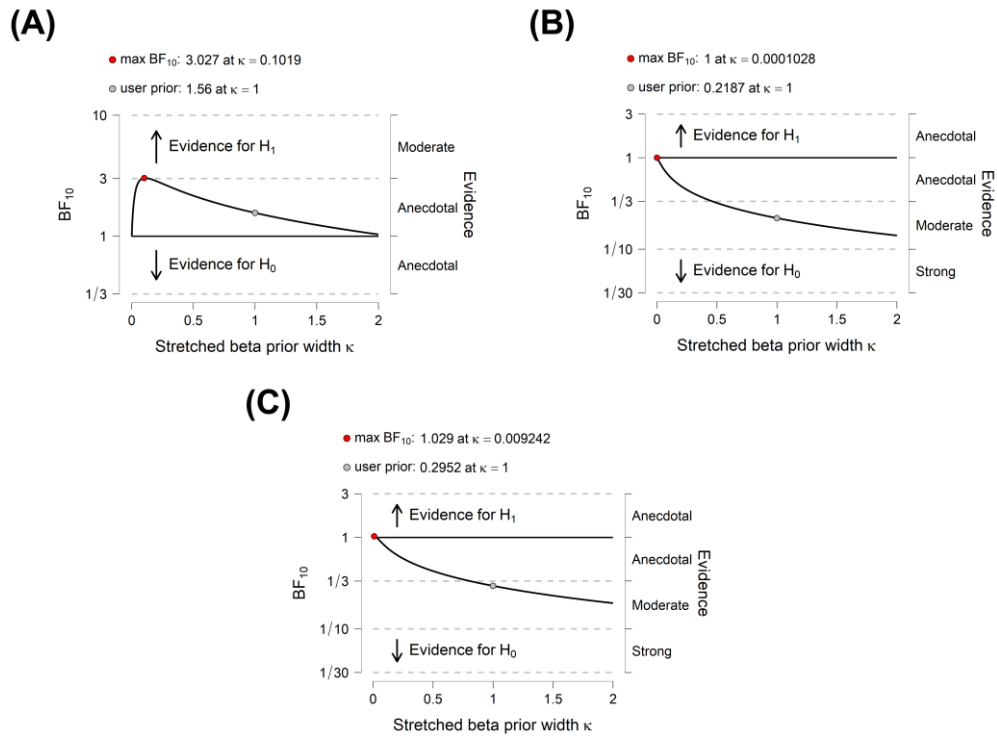 (A)
max BF₁₀: 3.027 at κ = 0.1019
user prior: 1.56 at κ = 1
10
3
1
1/3
BF₁₀
Evidence for H₁
Evidence for H₀
Moderate
Anecdotal
Anecdotal
Evidence
0 0.5 1 1.5 2
Stretched beta prior width κ
(B)
max BF₁₀: 1 at κ = 0.0001028
user prior: 0.2187 at κ = 1
3
1
1/3
1/10
1/30
BF₁₀
Evidence for H₁
Evidence for H₀
Anecdotal
Anecdotal
Moderate
Strong
Evidence
0 0.5 1 1.5 2
Stretched beta prior width κ
(C)
max BF₁₀: 1.029 at κ = 0.009242
user prior: 0.2952 at κ = 1
3
1
1/3
1/10
1/30
BF₁₀
Evidence for H₁
Evidence for H₀
Anecdotal
Anecdotal
Moderate
Strong
Evidence
0 0.5 1 1.5 2
Stretched beta prior width κ